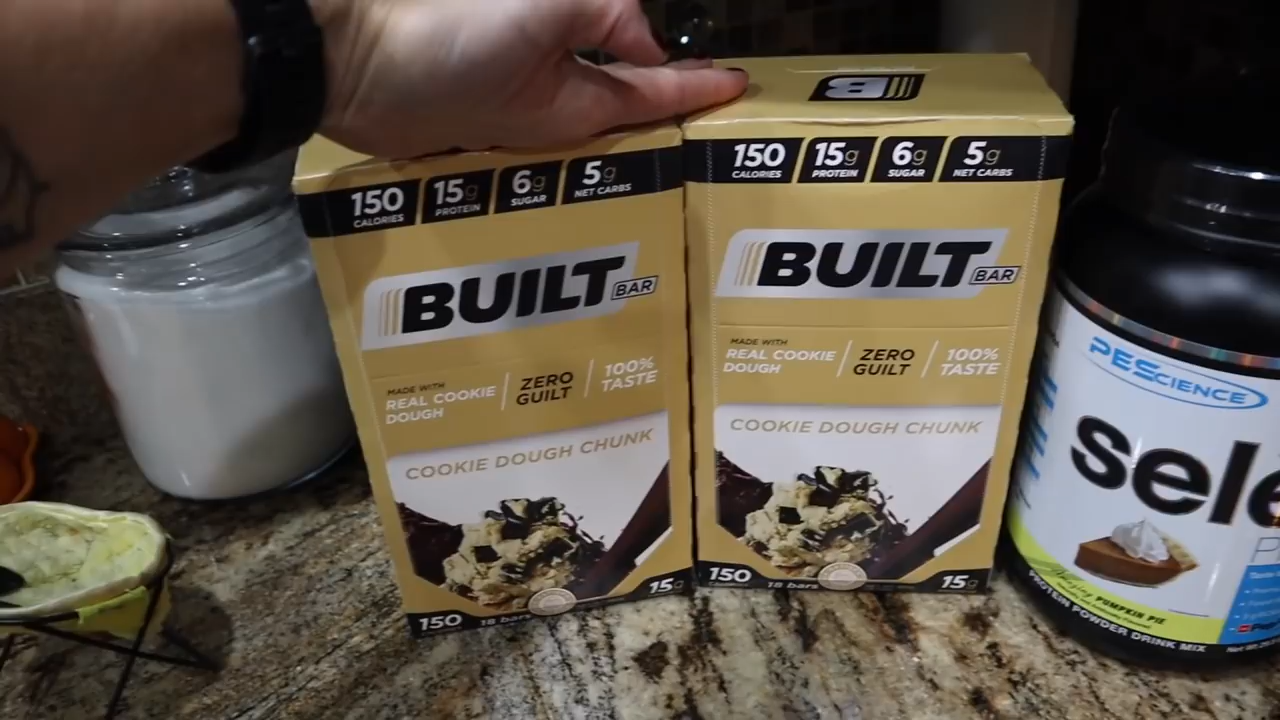 150 15g 6g 5g
CALORIES PROTEIN SUGAR NET CARBS
BUILT BAR
MADE WITH
REAL COOKIE
DOUGH
ZERO
GUILT
100%
TASTE
COOKIE DOUGH CHUNK
150 18 bars 15g
B
150 15g 6g 5g
CALORIES PROTEIN SUGAR NET CARBS
BUILT BAR
MADE WITH
REAL COOKIE
DOUGH
ZERO
GUILT
100%
TASTE
COOKIE DOUGH CHUNK
150 18 bars 15g
PESCIENCE
sele
PUMPKIN PIE
PROTEIN POWDER DRINK MIX